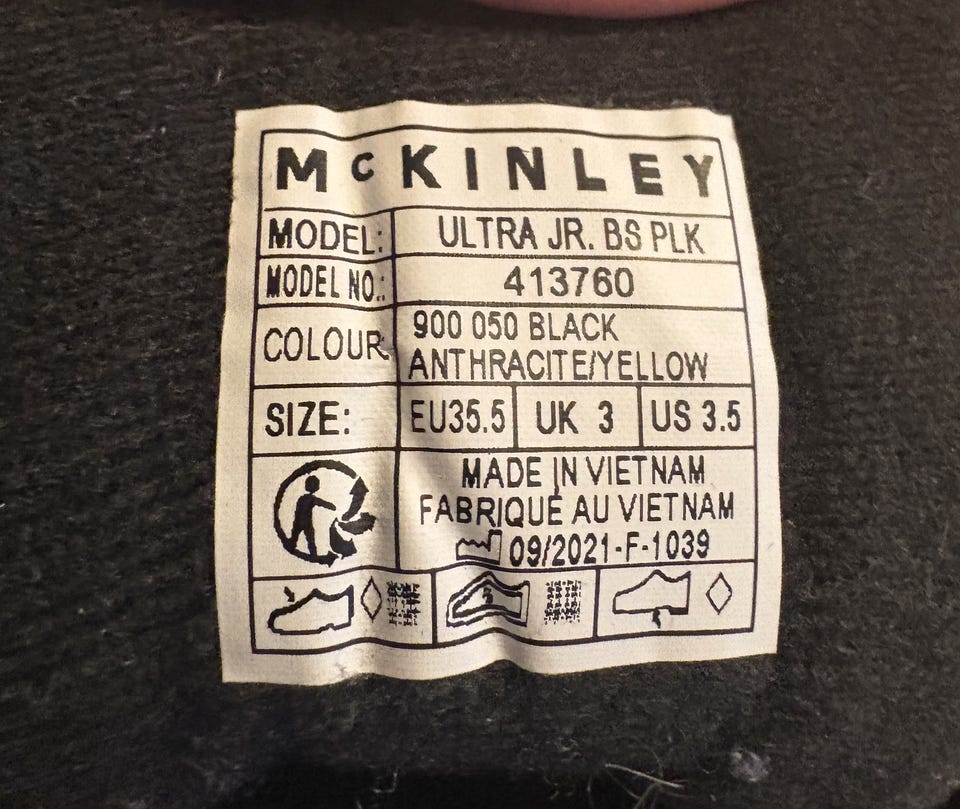 McKINLEY
MODEL: ULTRA JR. BS PLK
MODEL NO.: 413760
COLOUR: 900 050 BLACK
ANTHRACITE/YELLOW
SIZE: EU35.5 UK 3 US 3.5
MADE IN VIETNAM
FABRIQUÉ AU VIETNAM
09/2021-F-1039